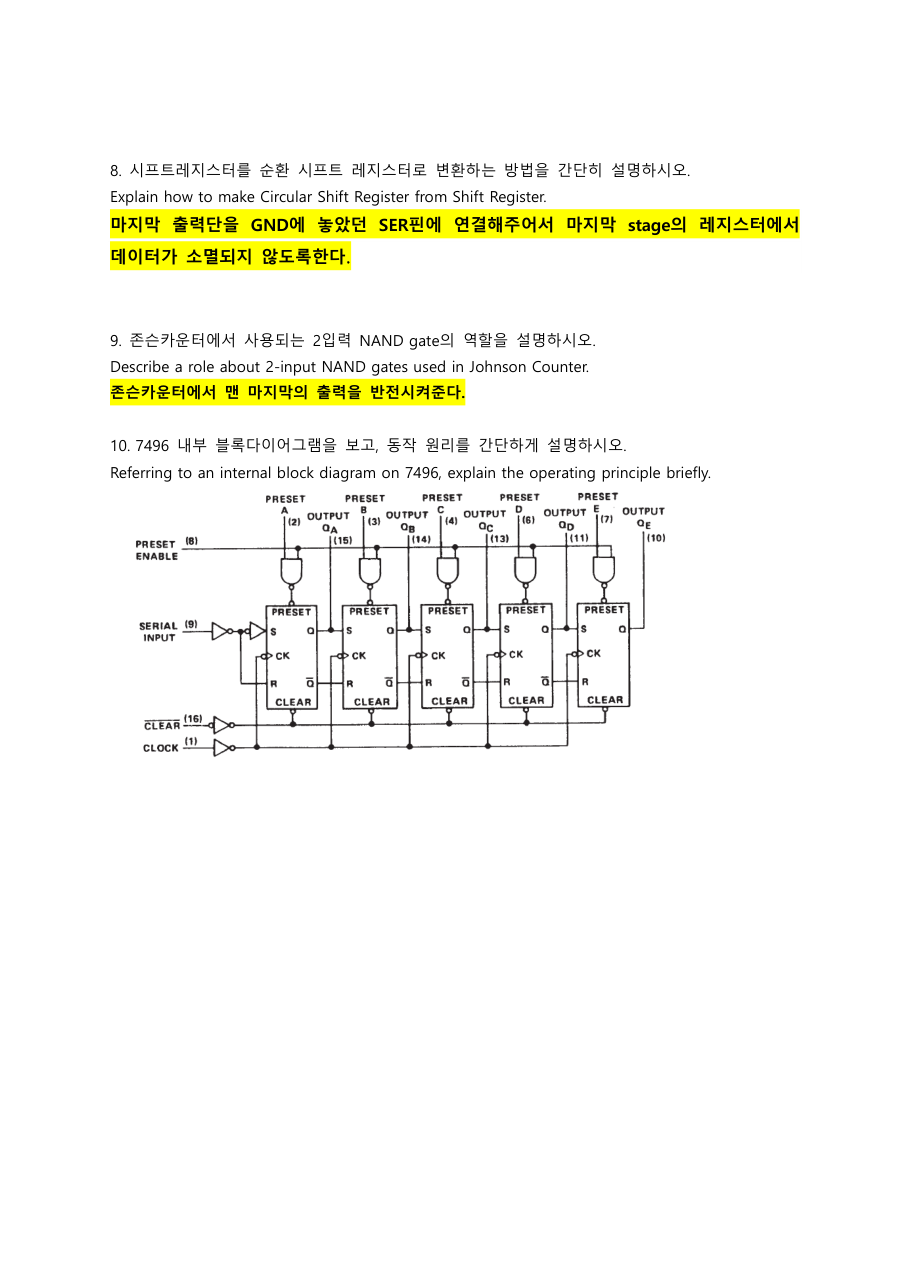 8. 시프트레지스터를 순환 시프트 레지스터로 변환하는 방법을 간단히 설명하시오.
Explain how to make Circular Shift Register from Shift Register.
마지막 출력단을 GND에 놓았던 SER핀에 연결해주어서 마지막 stage의 레지스터에서
데이터가 소멸되지 않도록한다.
9. 존슨카운터에서 사용되는 2입력 NAND gate의 역할을 설명하시오.
Describe a role about 2-input NAND gates used in Johnson Counter.
존슨카운터에서 맨 마지막의 출력을 반전시켜준다.
10. 7496 내부 블록다이어그램을 보고, 동작 원리를 간단하게 설명하시오.
Referring to an internal block diagram on 7496, explain the operating principle briefly.
PRESET PRESET PRESET PRESET PRESET
A B C D E
(2) (3) (4) (6) (7)
OUTPUT OUTPUT OUTPUT OUTPUT OUTPUT
QA QB QC QD QE
(15) (14) (13) (11) (10)
PRESET (8)
ENABLE
PRESET PRESET PRESET PRESET PRESET
SERIAL (9)
INPUT
S Q S Q S Q S Q S Q
CK CK CK CK CK
R Q̅ R Q̅ R Q̅ R Q̅ R
CLEAR CLEAR CLEAR CLEAR CLEAR
C̅L̅E̅A̅R̅ (16)
CLOCK (1)